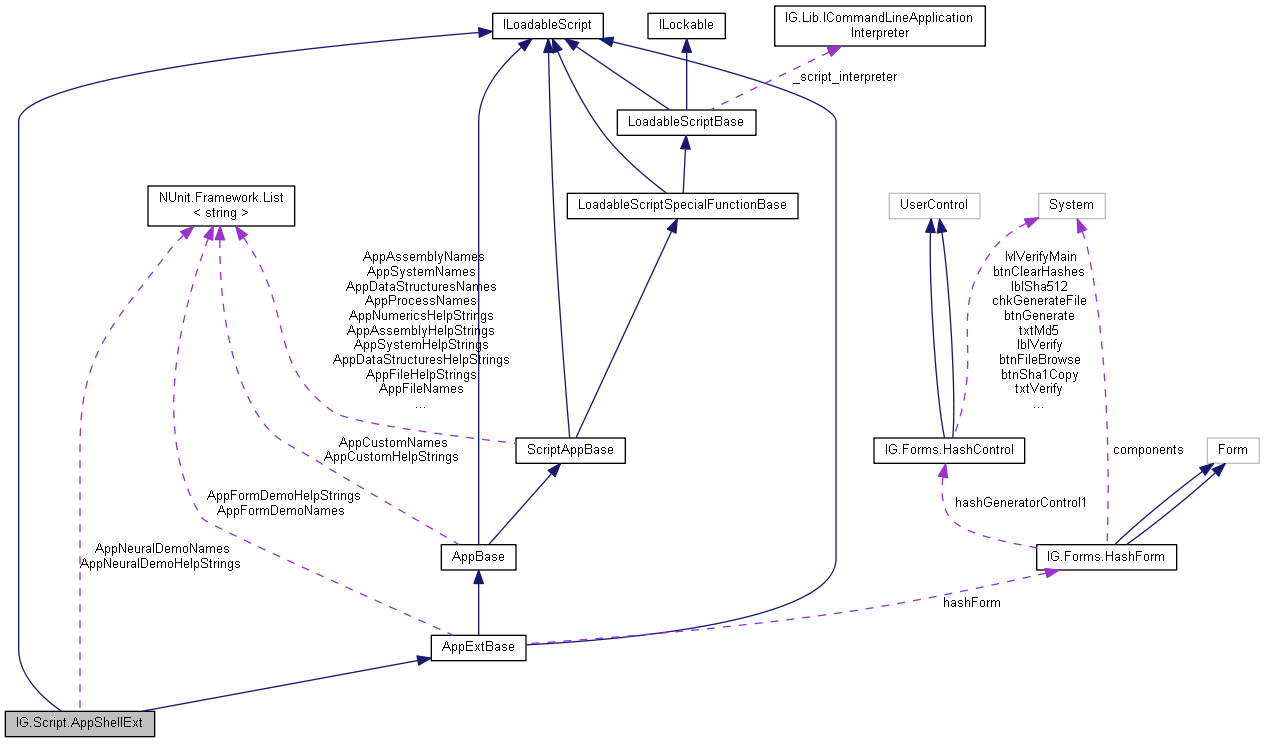 ILoadableScript
ILockable
IG.Lib.ICommandLineApplication
Interpreter
_script_interpreter
LoadableScriptBase
NUnit.Framework.List
< string >
LoadableScriptSpecialFunctionBase
UserControl
System
AppAssemblyNames
AppSystemNames
AppDataStructuresNames
AppProcessNames
AppNumericsHelpStrings
AppAssemblyHelpStrings
AppSystemHelpStrings
AppDataStructuresHelpStrings
AppFileHelpStrings
AppFileNames
...
lvlVerifyMain
btnClearHashes
lblSha512
chkGenerateFile
btnGenerate
txtMd5
lblVerify
btnFileBrowse
btnSha1Copy
txtVerify
...
AppCustomNames
AppCustomHelpStrings
ScriptAppBase
IG.Forms.HashControl
components
Form
AppFormDemoHelpStrings
AppFormDemoNames
hashGeneratorControl1
AppNeuralDemoNames
AppNeuralDemoHelpStrings
AppBase
IG.Forms.HashForm
hashForm
AppExtBase
IG.Script.AppShellExt